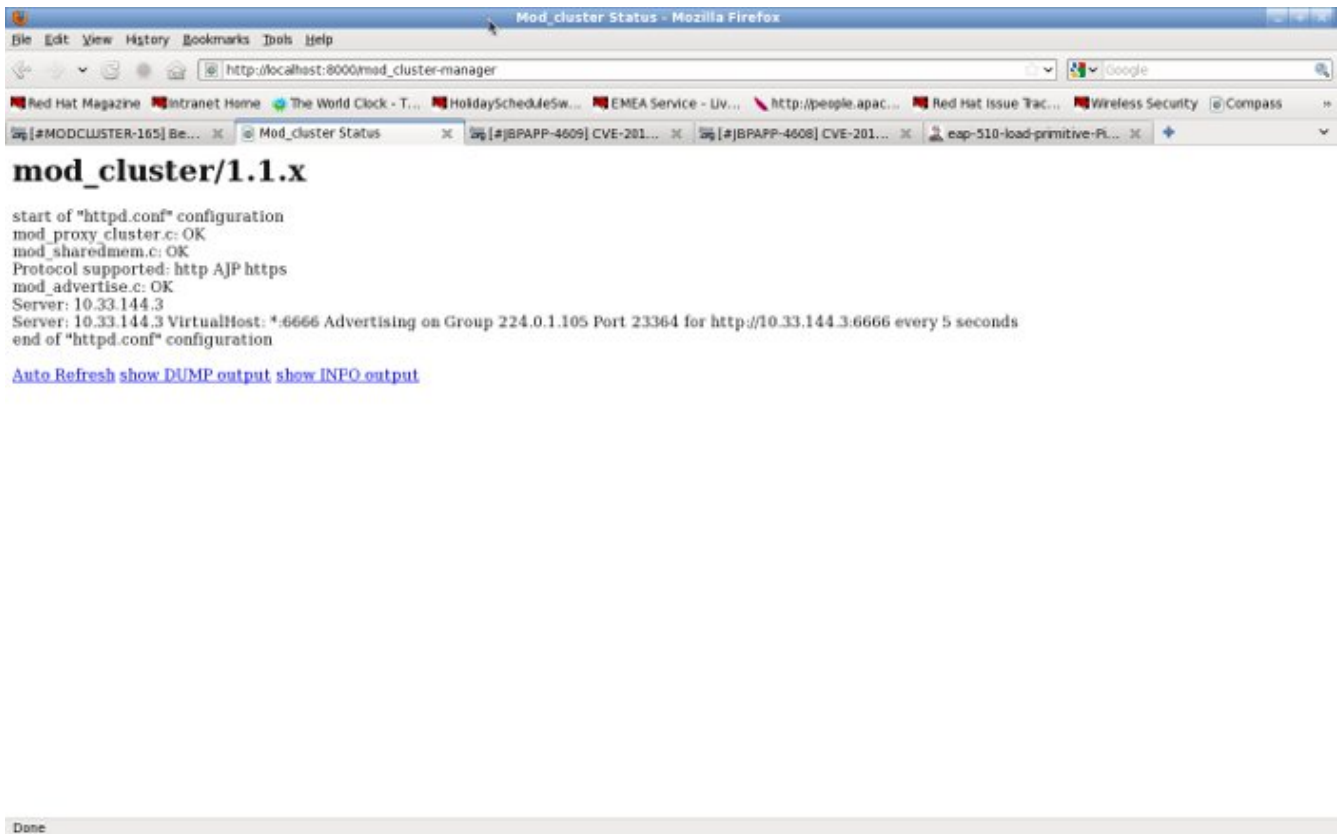 Mod_cluster Status - Mozilla Firefox
File Edit View History Bookmarks Tools Help
http://localhost:8000/mod_cluster-manager
Google
Red Hat Magazine Intranet Home The World Clock - T... HolidayScheduleSw... EMEA Service - Liv... http://people.apac... Red Hat Issue Trac... Wireless Security Compass »
[#MODCLUSTER-165] Be... Mod_cluster Status [#JBPAPP-4609] CVE-201... [#JBPAPP-4608] CVE-201... eap-510-load-primitive-Pi...
mod_cluster/1.1.x
start of "httpd.conf" configuration
mod_proxy_cluster.c: OK
mod_sharedmem.c: OK
Protocol supported: http AJP https
mod_advertise.c: OK
Server: 10.33.144.3
Server: 10.33.144.3 VirtualHost: *:6666 Advertising on Group 224.0.1.105 Port 23364 for http://10.33.144.3:6666 every 5 seconds
end of "httpd.conf" configuration
Auto Refresh show DUMP output show INFO output
Done